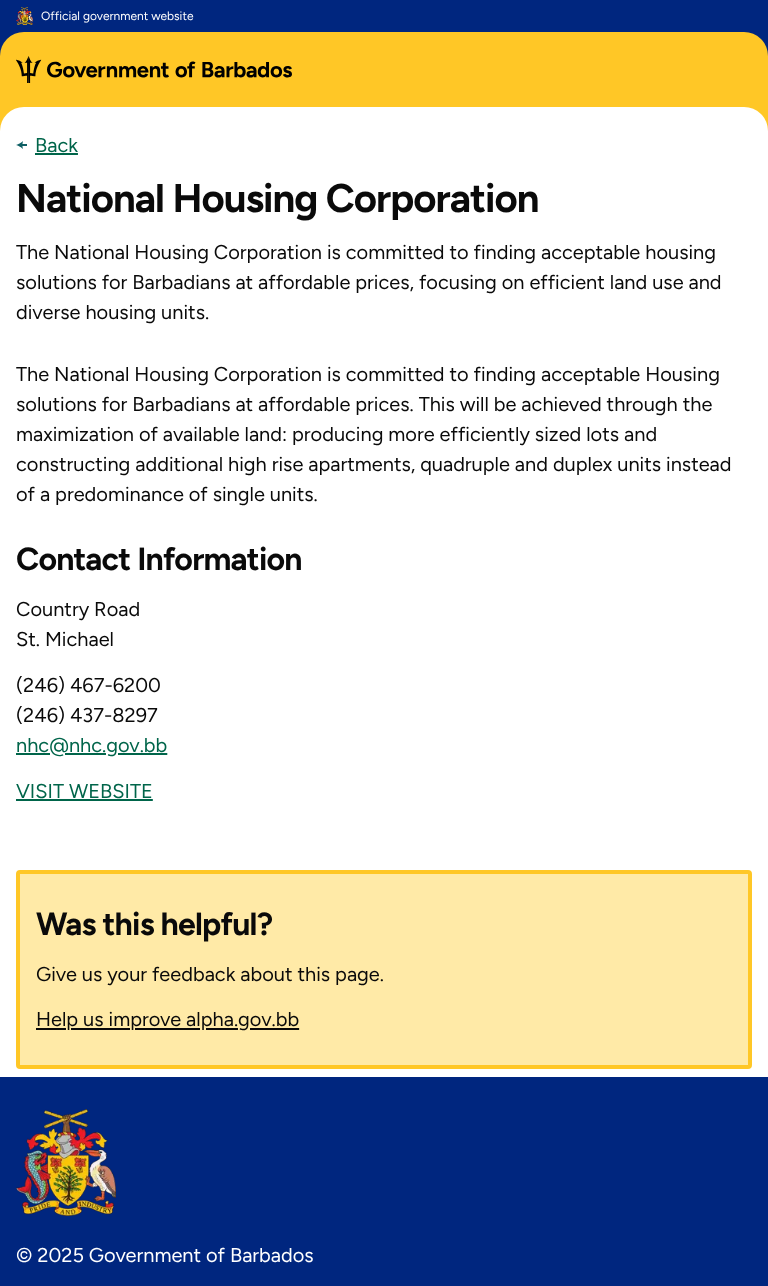 Official government website
Government of Barbados
Back
National Housing Corporation
The National Housing Corporation is committed to finding acceptable housing
solutions for Barbadians at affordable prices, focusing on efficient land use and
diverse housing units.
The National Housing Corporation is committed to finding acceptable Housing
solutions for Barbadians at affordable prices. This will be achieved through the
maximization of available land: producing more efficiently sized lots and
constructing additional high rise apartments, quadruple and duplex units instead
of a predominance of single units.
Contact Information
Country Road
St. Michael
(246) 467-6200
(246) 437-8297
nhc@nhc.gov.bb
VISIT WEBSITE
Was this helpful?
Give us your feedback about this page.
Help us improve alpha.gov.bb
PRIDE AND INDUSTRY
© 2025 Government of Barbados